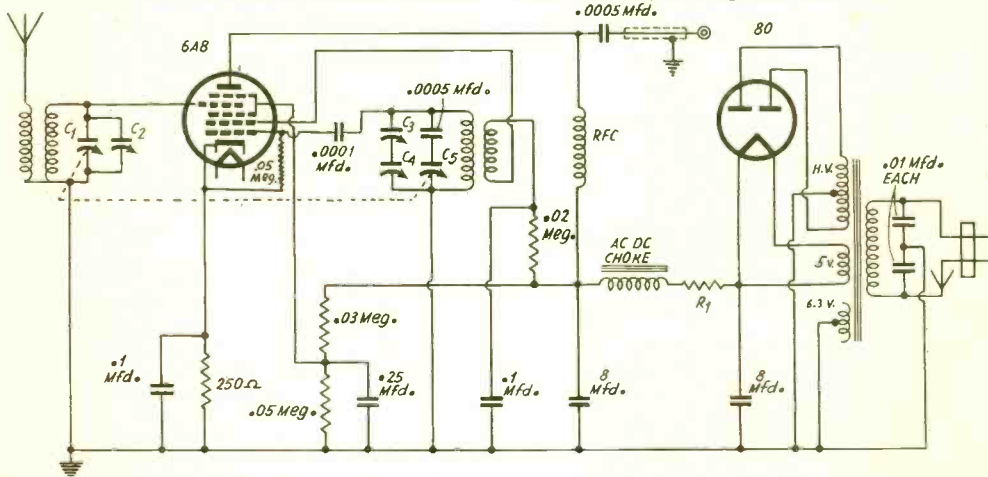 .0005 Mfd.
6A8
80
C1
C2
.05
Meg.
.0001
Mfd.
C3
C4
.0005 Mfd.
C5
RFC
H.V.
.01 Mfd.
EACH
5 V.
6.3 V.
.02
Meg.
AC DC
CHOKE
R1
.03 Meg.
.1
Mfd.
250Ω
.05 Meg.
.25
Mfd.
.1
Mfd.
8
Mfd.
8
Mfd.